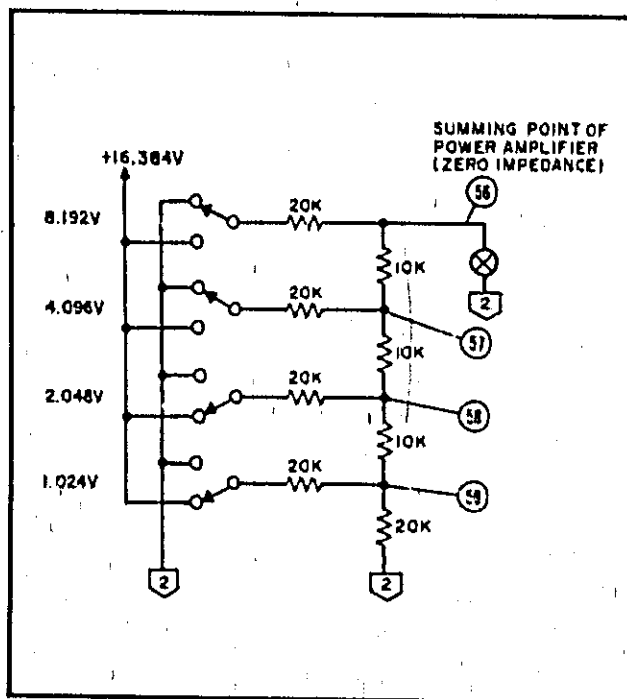 SUMMING POINT OF
POWER AMPLIFIER
(ZERO IMPEDANCE)
+16.384V
56
8.192V
20K
10K
2
4.096V
20K
57
10K
2.048V
20K
58
10K
1.024V
20K
59
20K
2
2